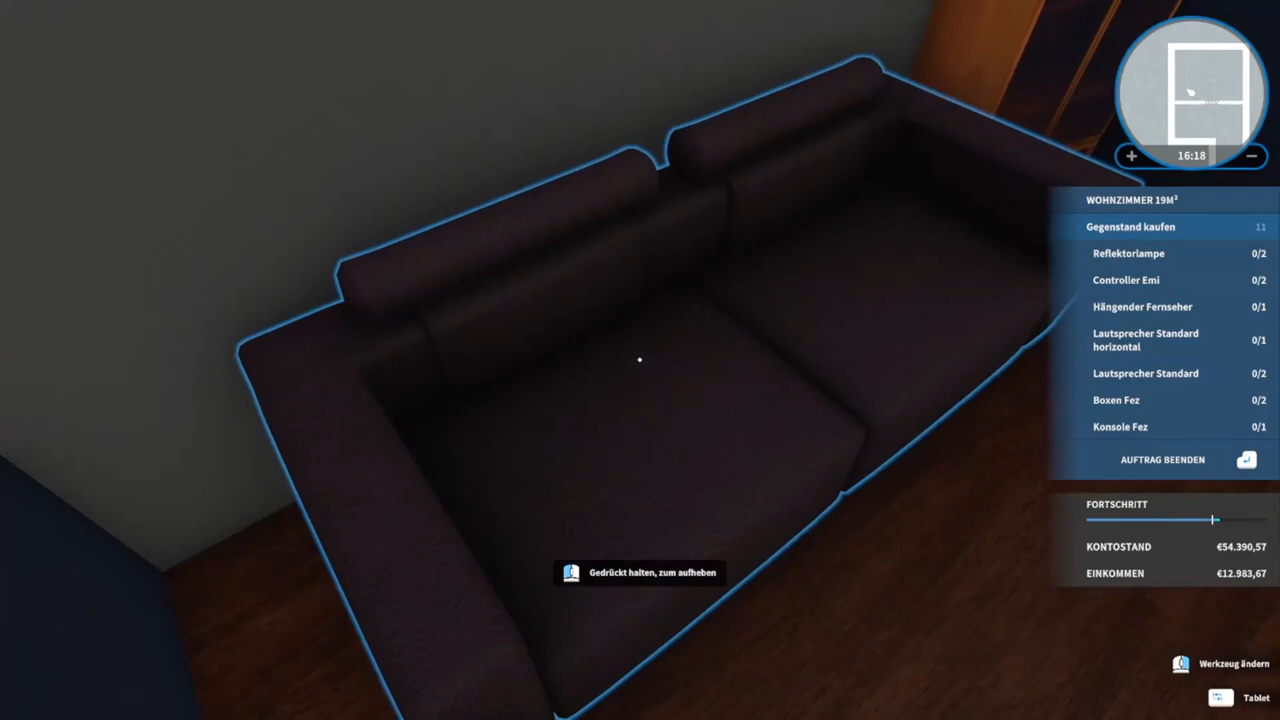 16:18
WOHNZIMMER 19M²
Gegenstand kaufen 11
Reflektorlampe 0/2
Controller Emi 0/2
Hängender Fernseher 0/1
Lautsprecher Standard
horizontal 0/1
Lautsprecher Standard 0/2
Boxen Fez 0/2
Konsole Fez 0/1
AUFTRAG BEENDEN
FORTSCHRITT
KONTOSTAND €54.390,57
EINKOMMEN €12.983,67
Gedrückt halten, zum aufheben
Werkzeug ändern
Tablet